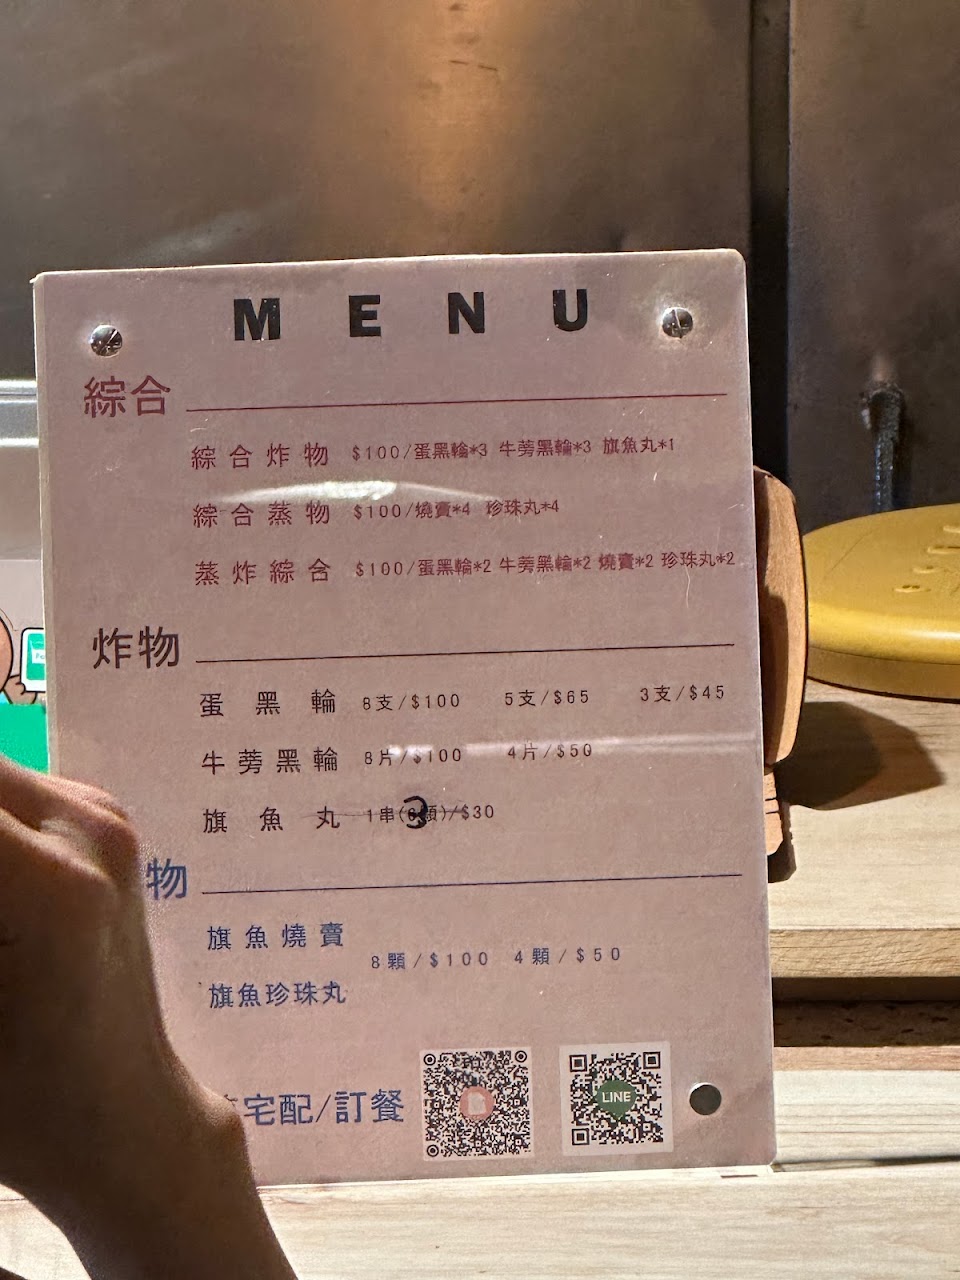 MENU
綜合
綜合炸物 $100/蛋黑輪*3 牛蒡黑輪*3 旗魚丸*1
綜合蒸物 $100/燒賣*4 珍珠丸*4
蒸炸綜合 $100/蛋黑輪*2 牛蒡黑輪*2 燒賣*2 珍珠丸*2
炸物
蛋黑輪 8支/$100 5支/$65 3支/$45
牛蒡黑輪 8片/$100 4片/$50
旗魚丸 1串(3顆)/$30
物
旗魚燒賣
8顆/$100 4顆/$50
旗魚珍珠丸
宅配/訂餐
LINE